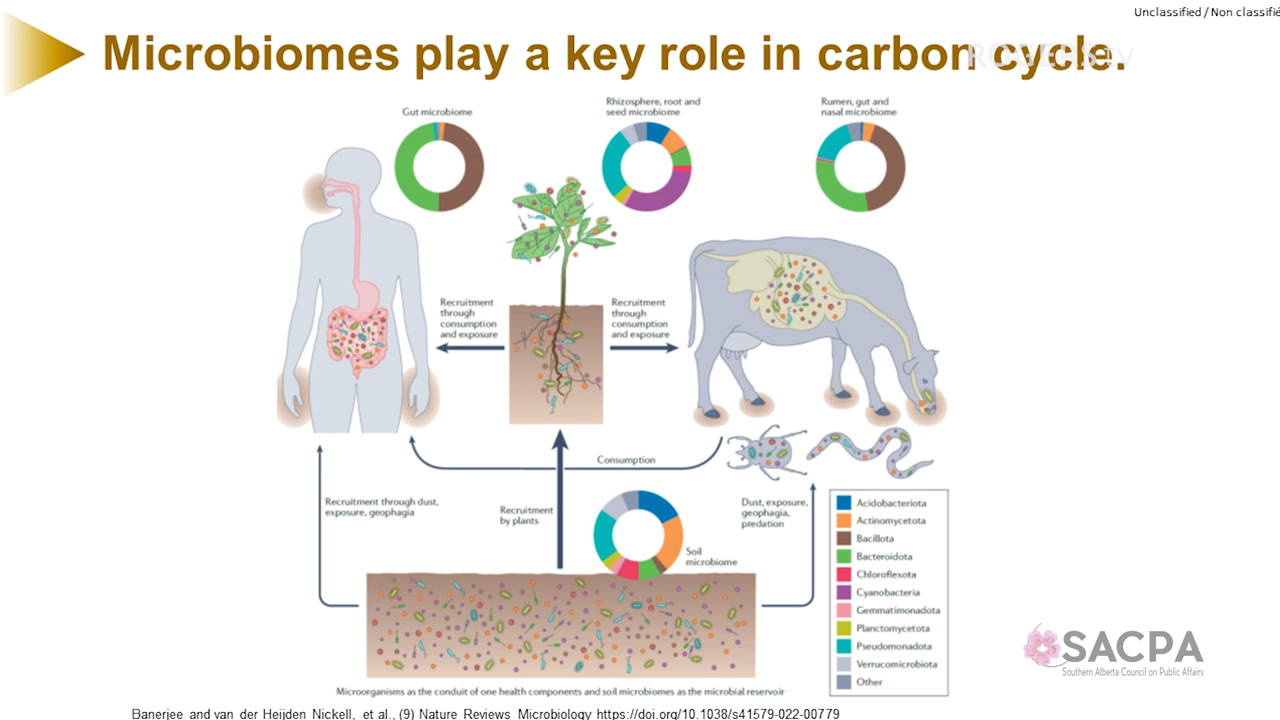 Unclassified / Non classifié
Microbiomes play a key role in carbon cycle.
ROGERS tv
Gut microbiome
Rhizosphere, root and
seed microbiome
Rumen, gut and
nasal microbiome
Recruitment
through
consumption
and exposure
Recruitment
through
consumption
and exposure
Consumption
Recruitment through dust,
exposure, geophagia
Recruitment
by plants
Dust, exposure,
geophagia,
predation
Soil
microbiome
Acidobacteriota
Actinomycetota
Bacillota
Bacteroidota
Chloroflexota
Cyanobacteria
Gemmatimonadota
Planctomycetota
Pseudomonadota
Verrucomicrobiota
Other
SACPA
Southern Alberta Council on Public Affairs
Microorganisms as the conduit of one health components and soil microbiomes as the microbial reservoir
Banerjee and van der Heijden Nickell, et al., (9) Nature Reviews Microbiology https://doi.org/10.1038/s41579-022-00779